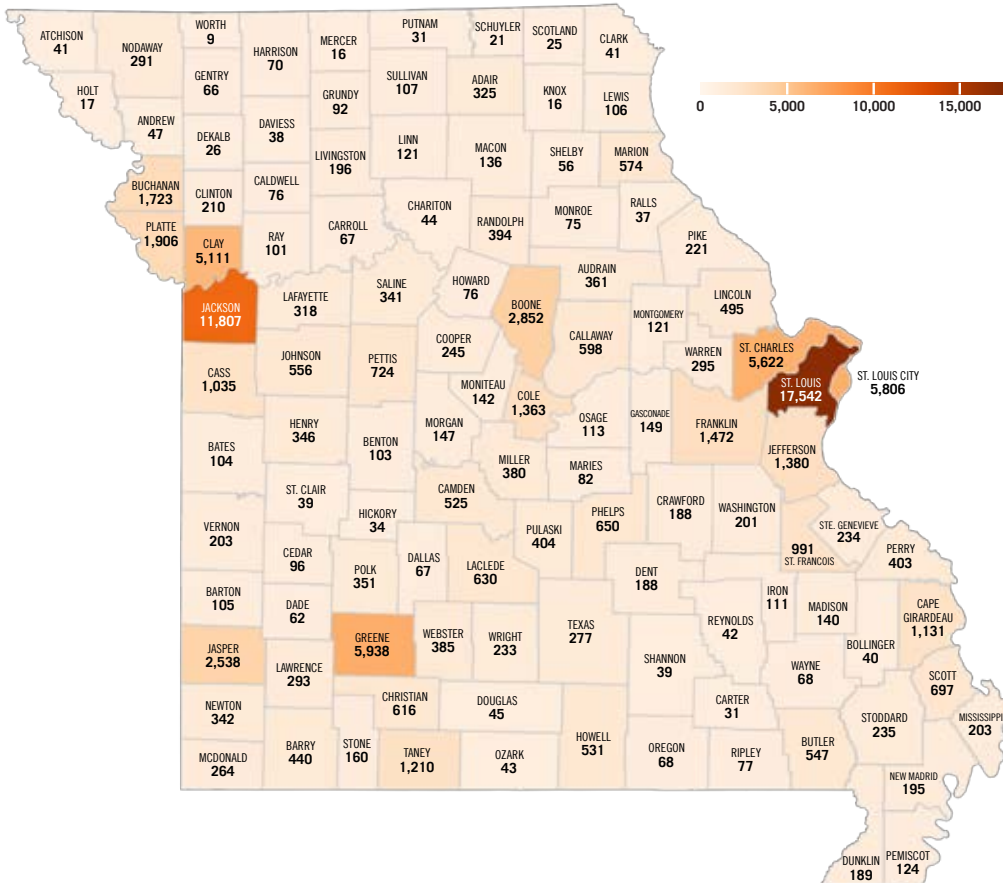 ATCHISON
41
NODAWAY
291
WORTH
9
HARRISON
70
MERCER
16
PUTNAM
31
SCHUYLER
21
SCOTLAND
25
CLARK
41
HOLT
17
ANDREW
47
GENTRY
66
DEKALB
26
DAVIESS
38
GRUNDY
92
SULLIVAN
107
ADAIR
325
KNOX
16
LEWIS
106
0
5,000
10,000
15,000
LIVINGSTON
196
LINN
121
MACON
136
SHELBY
56
MARION
574
BUCHANAN
1,723
CLINTON
210
CALDWELL
76
PLATTE
1,906
CLAY
5,111
RAY
101
CARROLL
67
CHARITON
44
RANDOLPH
394
MONROE
75
RALLS
37
PIKE
221
JACKSON
11,807
LAFAYETTE
318
SALINE
341
HOWARD
76
BOONE
2,852
AUDRAIN
361
CALLAWAY
598
MONTGOMERY
121
LINCOLN
495
WARREN
295
ST. CHARLES
5,622
ST. LOUIS
17,542
ST. LOUIS CITY
5,806
CASS
1,035
JOHNSON
556
PETTIS
724
COOPER
245
MONITEAU
142
COLE
1,363
OSAGE
113
GASCONADE
149
FRANKLIN
1,472
JEFFERSON
1,380
BATES
104
HENRY
346
BENTON
103
MORGAN
147
MILLER
380
MARIES
82
ST. CLAIR
39
HICKORY
34
CAMDEN
525
PULASKI
404
PHELPS
650
CRAWFORD
188
WASHINGTON
201
STE. GENEVIEVE
234
991
ST. FRANCOIS
PERRY
403
VERNON
203
CEDAR
96
POLK
351
DALLAS
67
LACLEDE
630
DENT
188
IRON
111
MADISON
140
CAPE
GIRARDEAU
1,131
BARTON
105
DADE
62
GREENE
5,938
WEBSTER
385
WRIGHT
233
TEXAS
277
REYNOLDS
42
BOLLINGER
40
JASPER
2,538
LAWRENCE
293
SHANNON
39
WAYNE
68
SCOTT
697
NEWTON
342
CHRISTIAN
616
DOUGLAS
45
HOWELL
531
CARTER
31
STODDARD
235
MISSISSIPPI
203
MCDONALD
264
BARRY
440
STONE
160
TANEY
1,210
OZARK
43
OREGON
68
RIPLEY
77
BUTLER
547
NEW MADRID
195
DUNKLIN
189
PEMISCOT
124